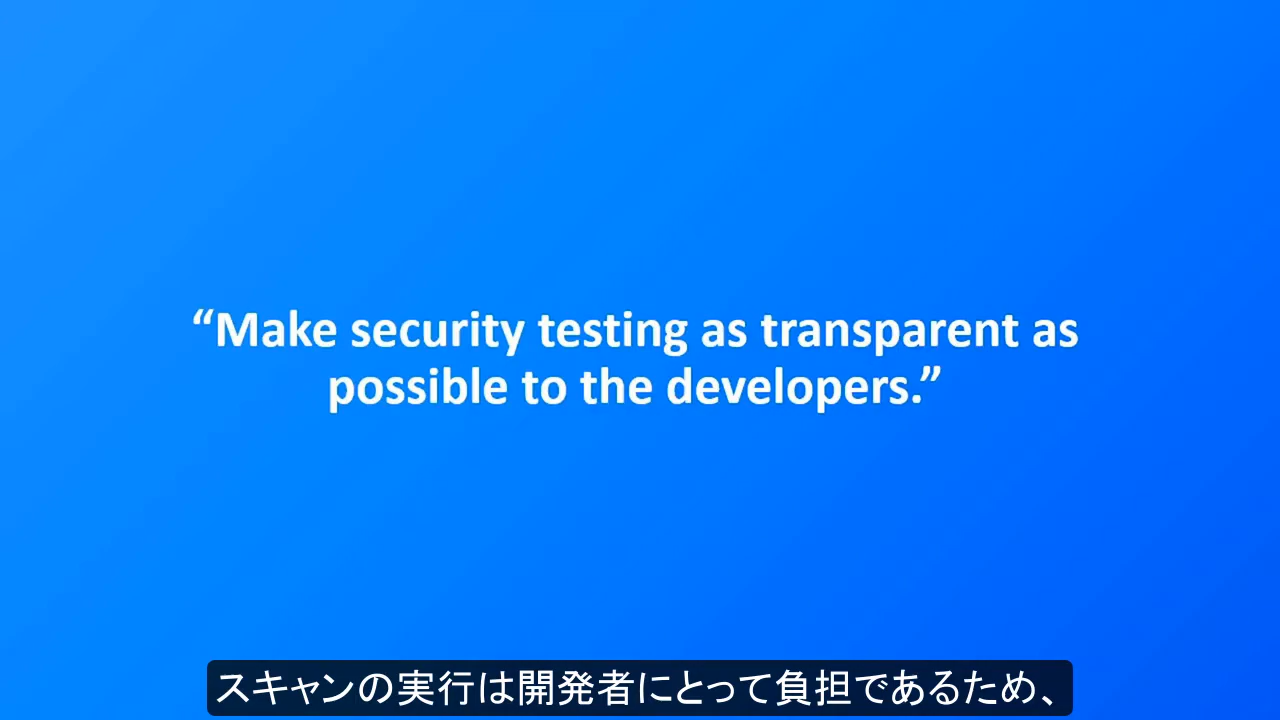 “Make security testing as transparent as
possible to the developers.”
スキャンの実行は開発者にとって負担であるため、